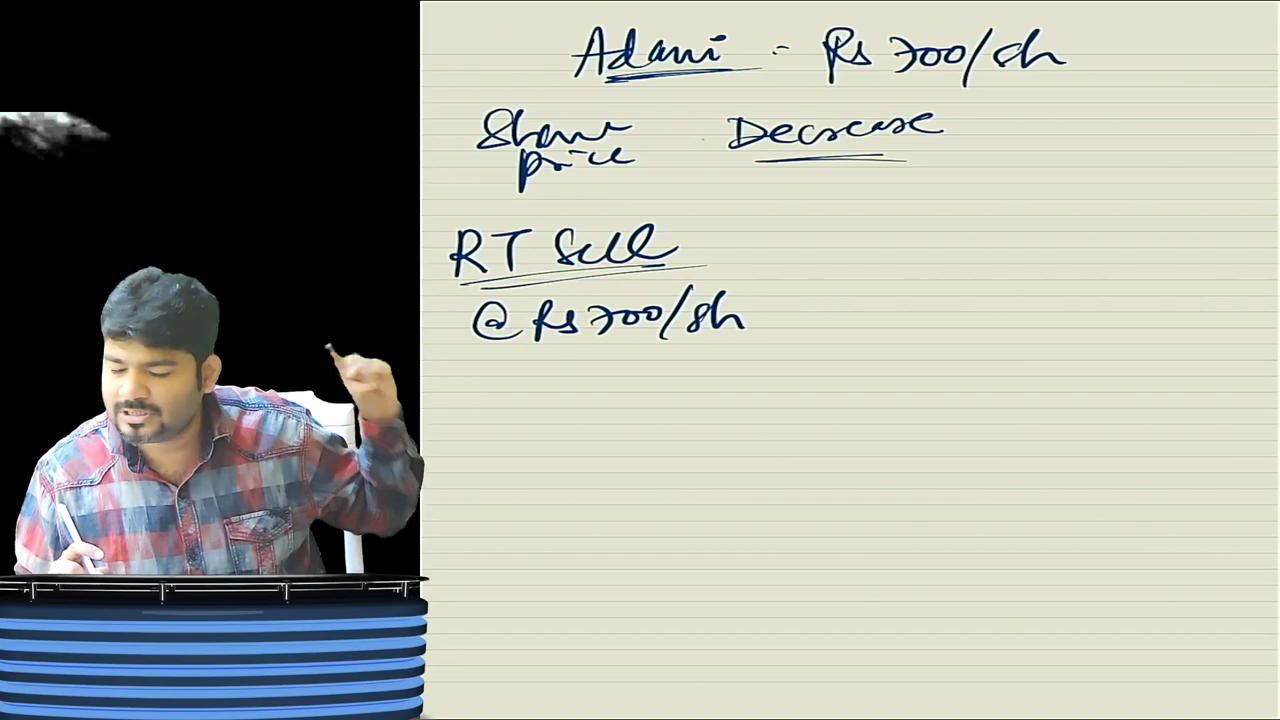 Adani - Rs 700/sh
Share Decrease
price
RT Sell
@ Rs 700/sh